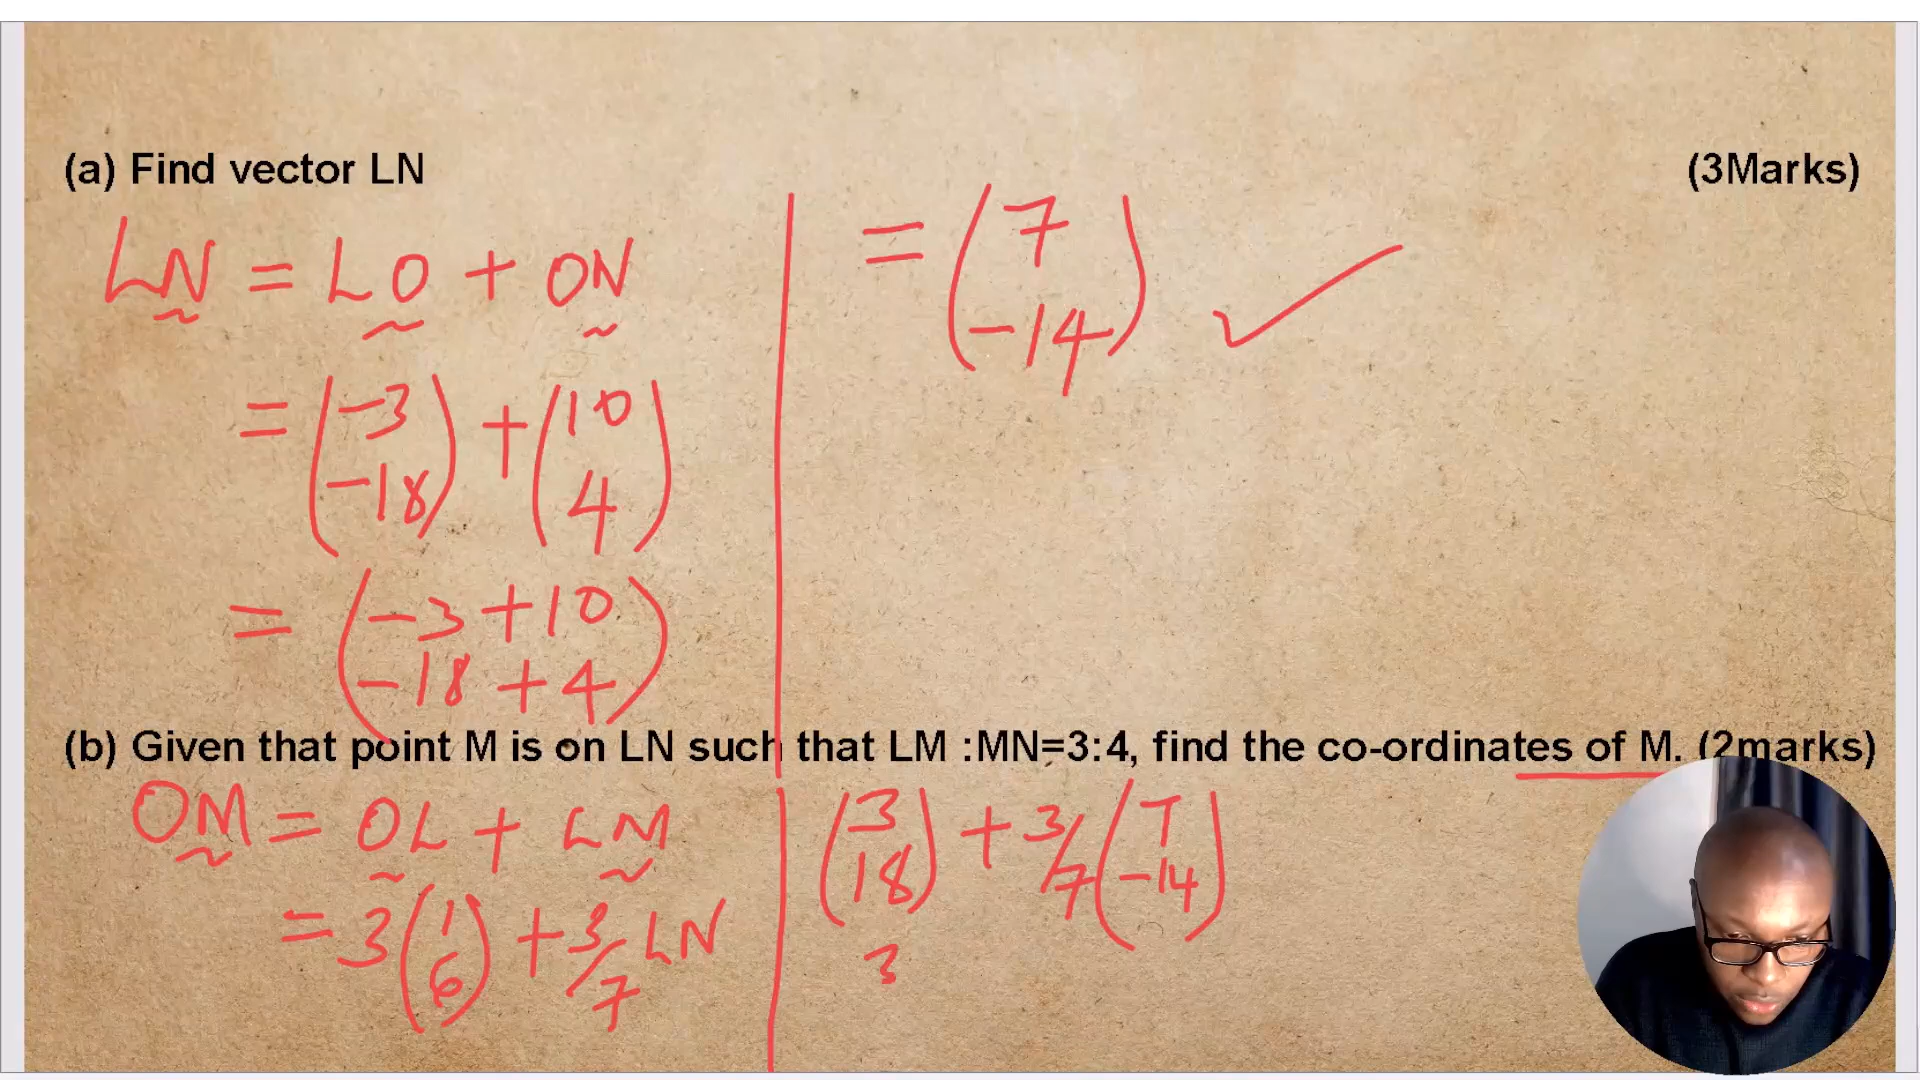 (a) Find vector LN (3Marks)
LN = LO + ON
= (-3 -18) + (10 4)
= (-3 + 10 -18 + 4)
= (7 -14) ✓
(b) Given that point M is on LN such that LM :MN=3:4, find the co-ordinates of M. (2marks)
OM = OL + LM
= 3(1 6) + 3/7 LN
(3 18) + 3/7 (7 -14)
3